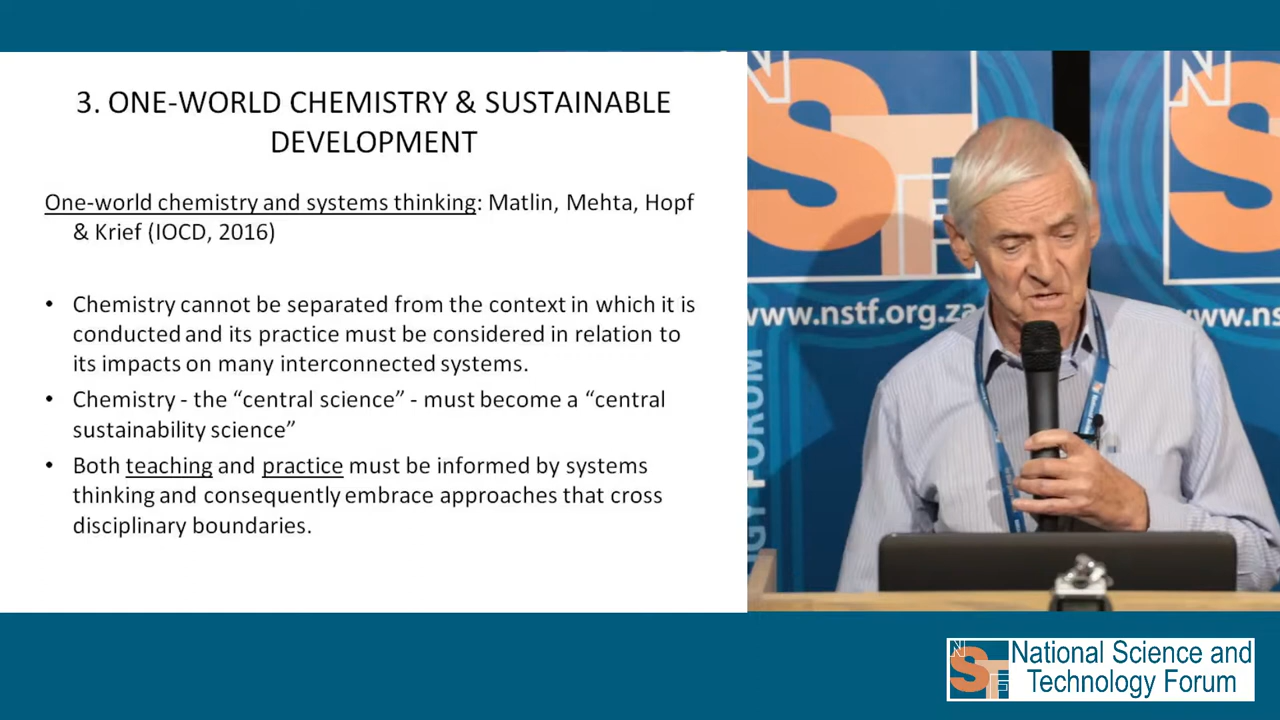 3. ONE-WORLD CHEMISTRY & SUSTAINABLE
DEVELOPMENT
One-world chemistry and systems thinking: Matlin, Mehta, Hopf
& Krief (IOCD, 2016)
• Chemistry cannot be separated from the context in which it is
conducted and its practice must be considered in relation to
its impacts on many interconnected systems.
• Chemistry - the “central science” - must become a “central
sustainability science”
• Both teaching and practice must be informed by systems
thinking and consequently embrace approaches that cross
disciplinary boundaries.
N
STF
N
S
www.nstf.org.za
www.ns
GY FORUM
NSTF
National Science and
Technology Forum